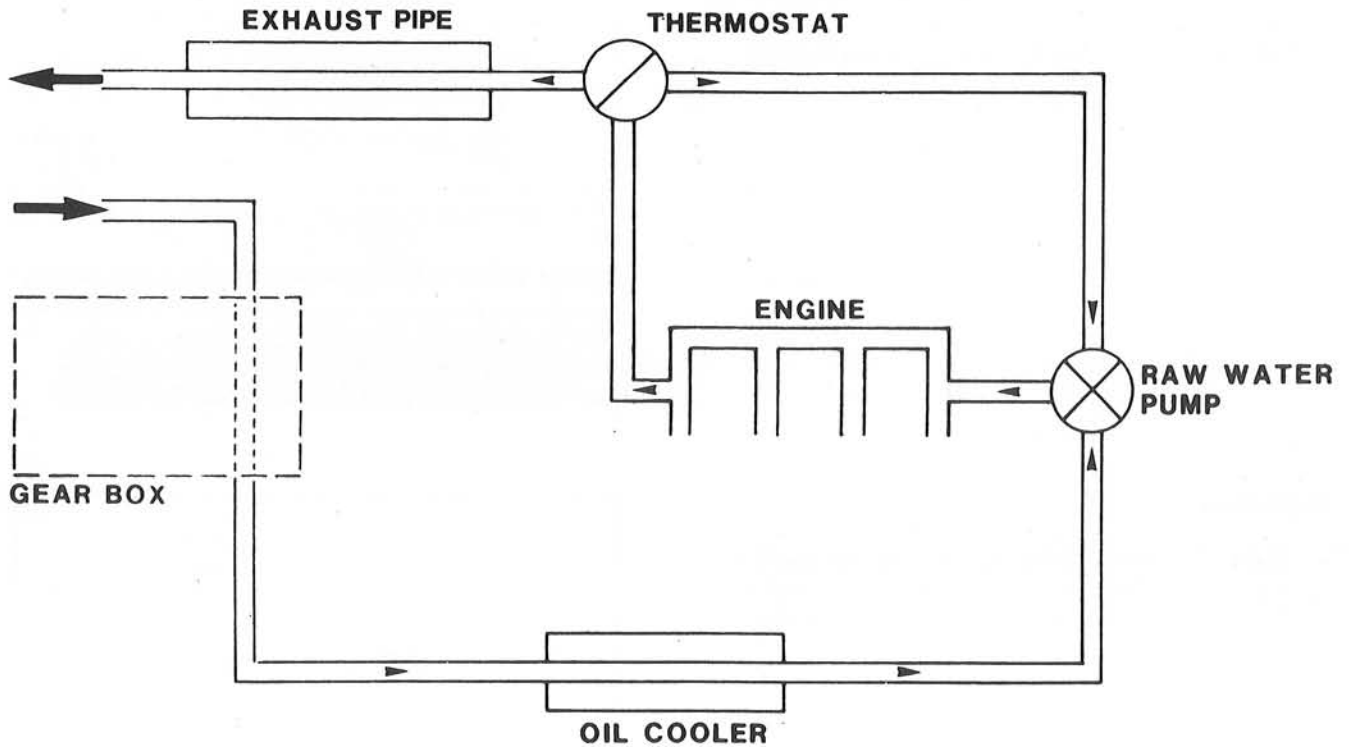 EXHAUST PIPE
THERMOSTAT
ENGINE
RAW WATER
PUMP
GEAR BOX
OIL COOLER